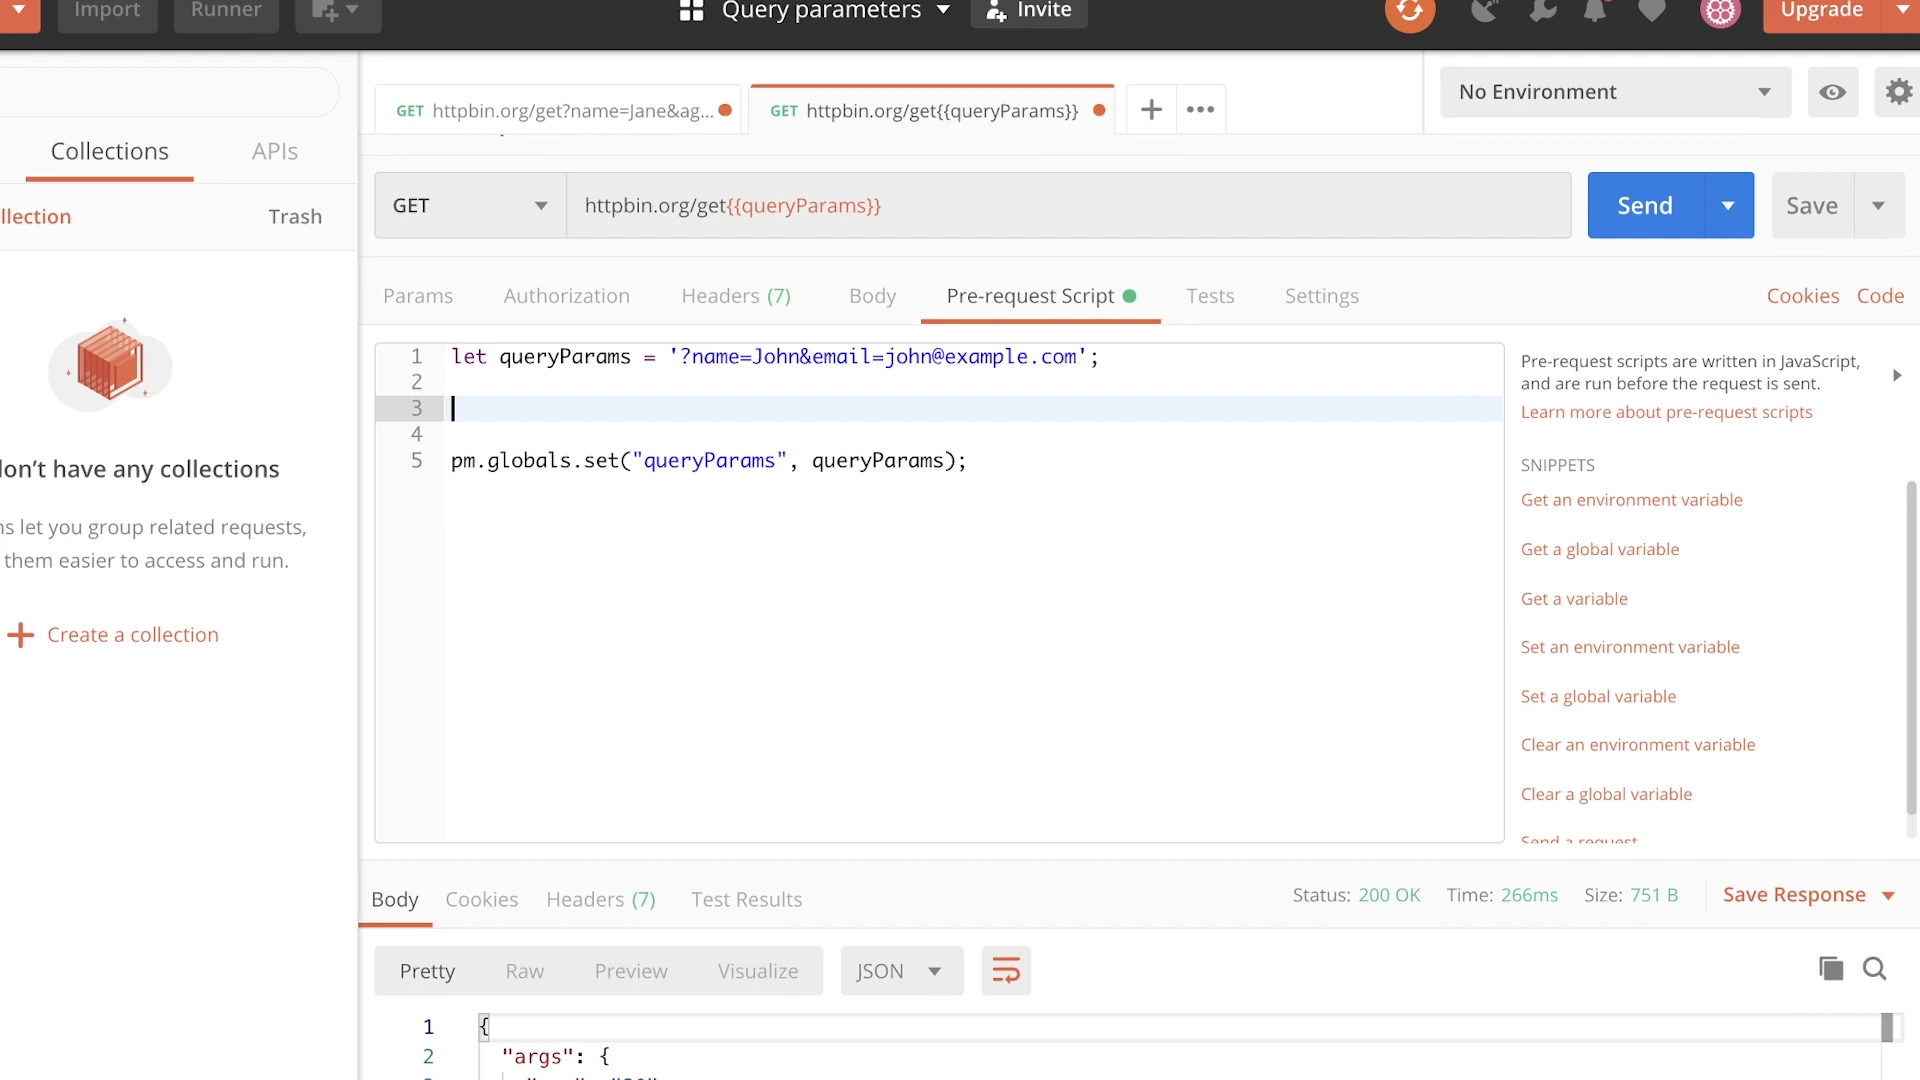 Import
Runner
Query parameters
Invite
Upgrade
GET httpbin.org/get?name=Jane&ag...
GET httpbin.org/get{{queryParams}}
No Environment
Collections
APIs
llection
Trash
GET
httpbin.org/get{{queryParams}}
Send
Save
Params
Authorization
Headers (7)
Body
Pre-request Script
Tests
Settings
Cookies
Code
1 let queryParams = '?name=John&email=john@example.com';
2
3
4
5 pm.globals.set("queryParams", queryParams);
Pre-request scripts are written in JavaScript,
and are run before the request is sent.
Learn more about pre-request scripts
SNIPPETS
Get an environment variable
Get a global variable
Get a variable
Set an environment variable
Set a global variable
Clear an environment variable
Clear a global variable
Send a request
on't have any collections
ns let you group related requests,
them easier to access and run.
Create a collection
Body
Cookies
Headers (7)
Test Results
Status: 200 OK
Time: 266ms
Size: 751 B
Save Response
Pretty
Raw
Preview
Visualize
JSON
1 {
2 "args": {